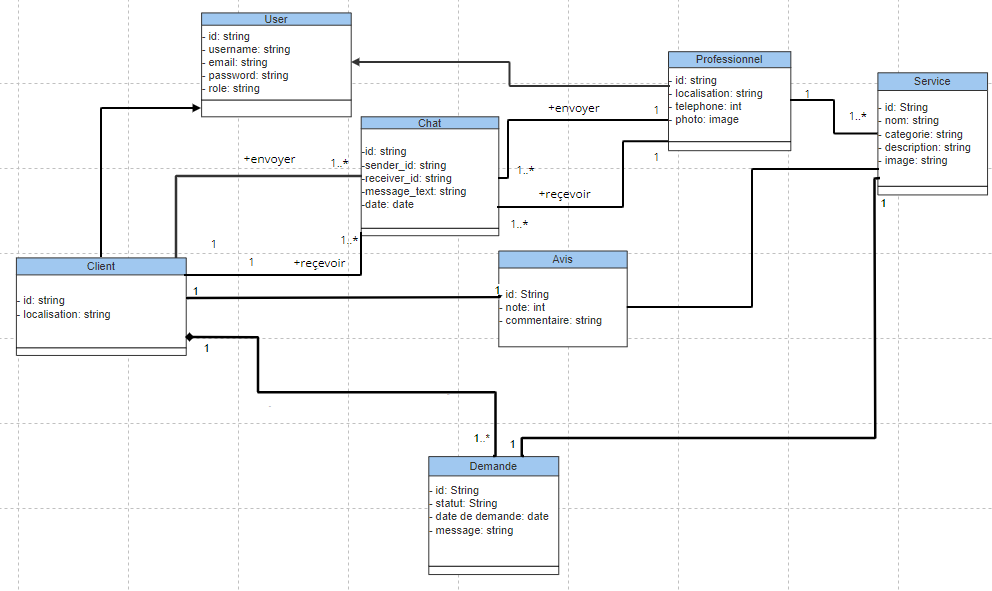 User
- id: string
- username: string
- email: string
- password: string
- role: string
Professionnel
- id: string
- localisation: string
- telephone: int
- photo: image
Service
- id: String
- nom: string
- categorie: string
- description: string
- image: string
1
1..*
Chat
-id: string
-sender_id: string
-receiver_id: string
-message_text: string
-date: date
+envoyer
1
1..*
+reçevoir
1
1..*
+envoyer
1..*
1
1..*
1
+reçevoir
Client
- id: string
- localisation: string
1
1
Avis
- id: String
- note: int
- commentaire: string
1
1
1..*
1
Demande
- id: String
- statut: String
- date de demande: date
- message: string